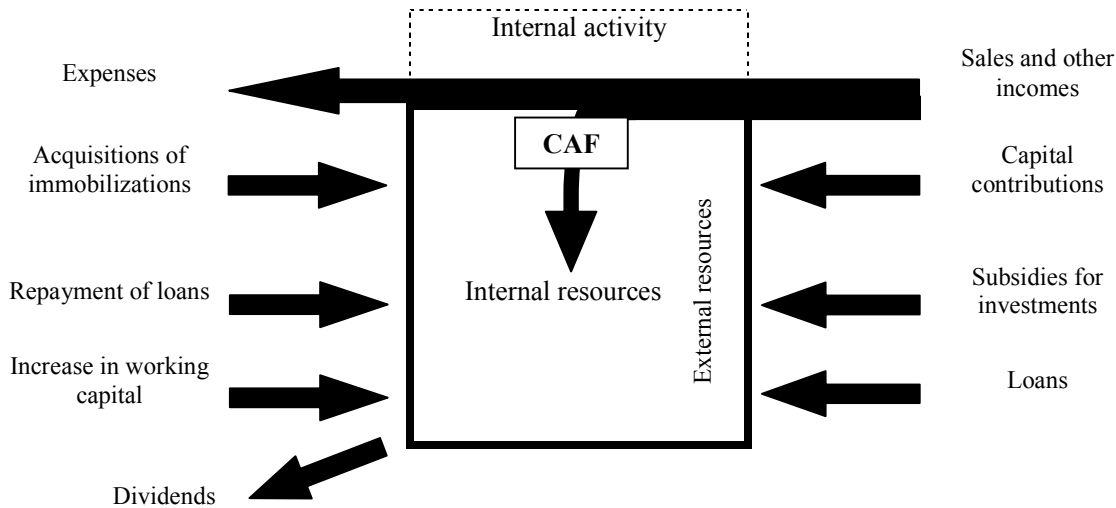 Internal activity
Expenses
Sales and other
incomes
CAF
Acquisitions of
immobilizations
Capital
contributions
External resources
Repayment of loans
Internal resources
Subsidies for
investments
Increase in working
capital
Loans
Dividends